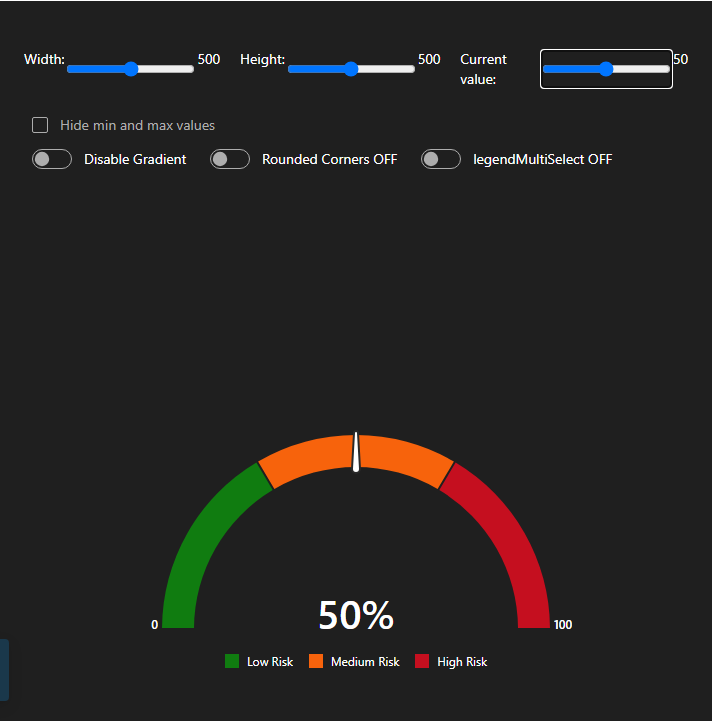 Width: 500 Height: 500 Current value: 50
Hide min and max values
Disable Gradient Rounded Corners OFF legendMultiSelect OFF
50%
0 100
Low Risk Medium Risk High Risk